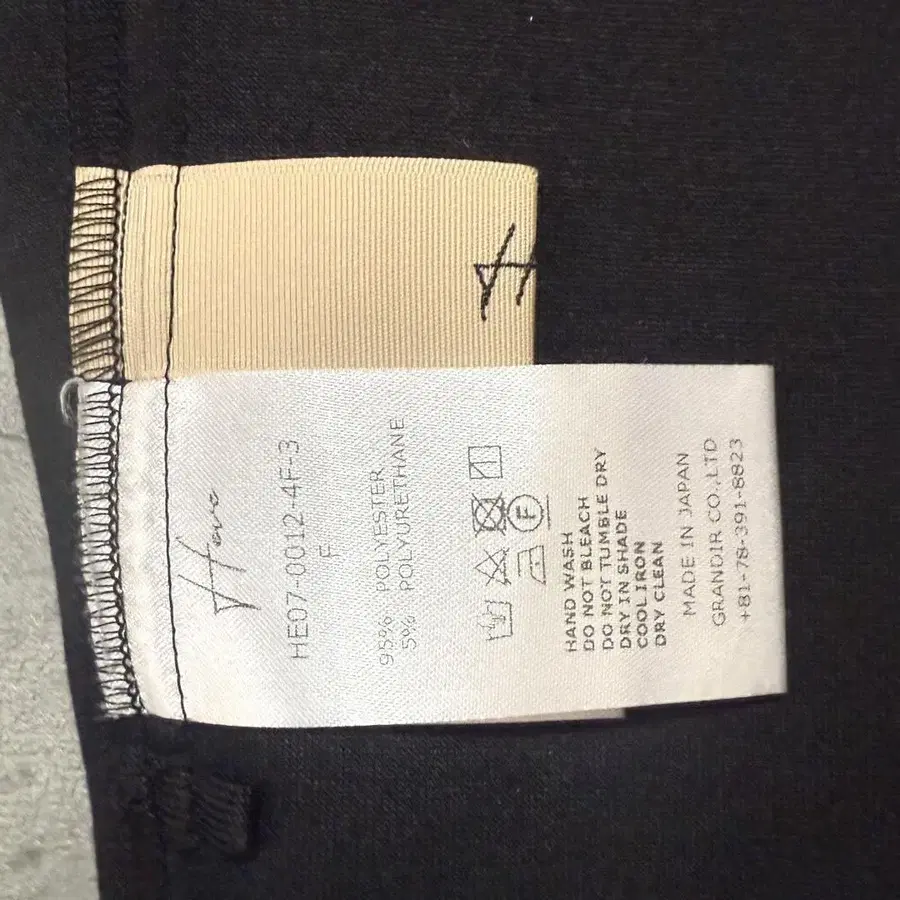 H
Have
HE07-0012-4F-3
F
95% POLYESTER
5% POLYURETHANE
F
HAND WASH
DO NOT BLEACH
DO NOT TUMBLE DRY
DRY IN SHADE
COOL IRON
DRY CLEAN
MADE IN JAPAN
GRANDIR CO.,LTD
+81-78-391-8823